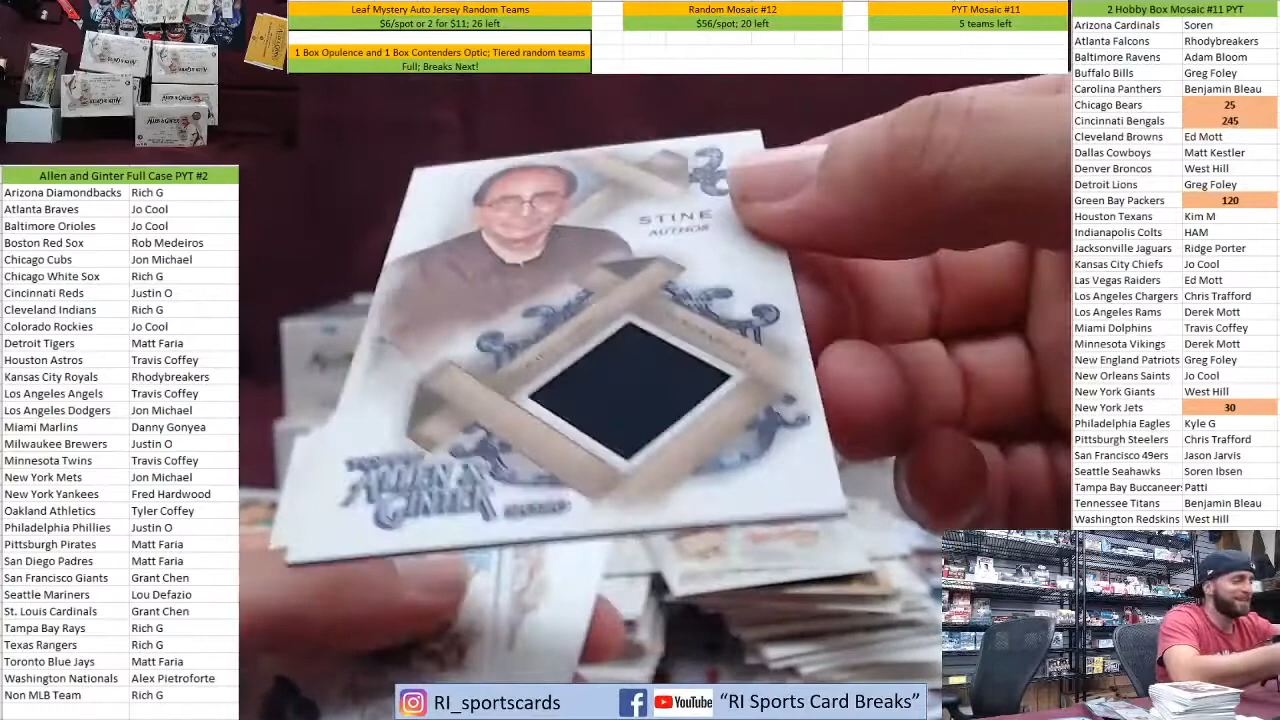 Leaf Mystery Auto Jersey Random Teams
$6/spot or 2 for $11; 26 left
1 Box Opulence and 1 Box Contenders Optic; Tiered random teams
Full; Breaks Next!
Random Mosaic #12
$56/spot; 20 left
PYT Mosaic #11
5 teams left
2 Hobby Box Mosaic #11 PYT
Arizona Cardinals Soren
Atlanta Falcons Rhodybreakers
Baltimore Ravens Adam Bloom
Buffalo Bills Greg Foley
Carolina Panthers Benjamin Bleau
Chicago Bears 25
Cincinnati Bengals 245
Cleveland Browns Ed Mott
Dallas Cowboys Matt Kestler
Denver Broncos West Hill
Detroit Lions Greg Foley
Green Bay Packers 120
Houston Texans Kim M
Indianapolis Colts HAM
Jacksonville Jaguars Ridge Porter
Kansas City Chiefs Jo Cool
Las Vegas Raiders Ed Mott
Los Angeles Chargers Chris Trafford
Los Angeles Rams Derek Mott
Miami Dolphins Travis Coffey
Minnesota Vikings Derek Mott
New England Patriots Greg Foley
New Orleans Saints Jo Cool
New York Giants West Hill
New York Jets 30
Philadelphia Eagles Kyle G
Pittsburgh Steelers Chris Trafford
San Francisco 49ers Jason Jarvis
Seattle Seahawks Soren Ibsen
Tampa Bay Buccaneers Patti
Tennessee Titans Benjamin Bleau
Washington Redskins West Hill
Allen and Ginter Full Case PYT #2
Arizona Diamondbacks Rich G
Atlanta Braves Jo Cool
Baltimore Orioles Jo Cool
Boston Red Sox Rob Medeiros
Chicago Cubs Jon Michael
Chicago White Sox Rich G
Cincinnati Reds Justin O
Cleveland Indians Rich G
Colorado Rockies Jo Cool
Detroit Tigers Matt Faria
Houston Astros Travis Coffey
Kansas City Royals Rhodybreakers
Los Angeles Angels Travis Coffey
Los Angeles Dodgers Jon Michael
Miami Marlins Danny Gonyea
Milwaukee Brewers Justin O
Minnesota Twins Travis Coffey
New York Mets Jon Michael
New York Yankees Fred Hardwood
Oakland Athletics Tyler Coffey
Philadelphia Phillies Justin O
Pittsburgh Pirates Matt Faria
San Diego Padres Matt Faria
San Francisco Giants Grant Chen
Seattle Mariners Lou Defazio
St. Louis Cardinals Grant Chen
Tampa Bay Rays Rich G
Texas Rangers Rich G
Toronto Blue Jays Matt Faria
Washington Nationals Alex Pietroforte
Non MLB Team Rich G
STINE
AUTHOR
ALLEN &
GINTER
RI_sportscards
YouTube
"RI Sports Card Breaks"